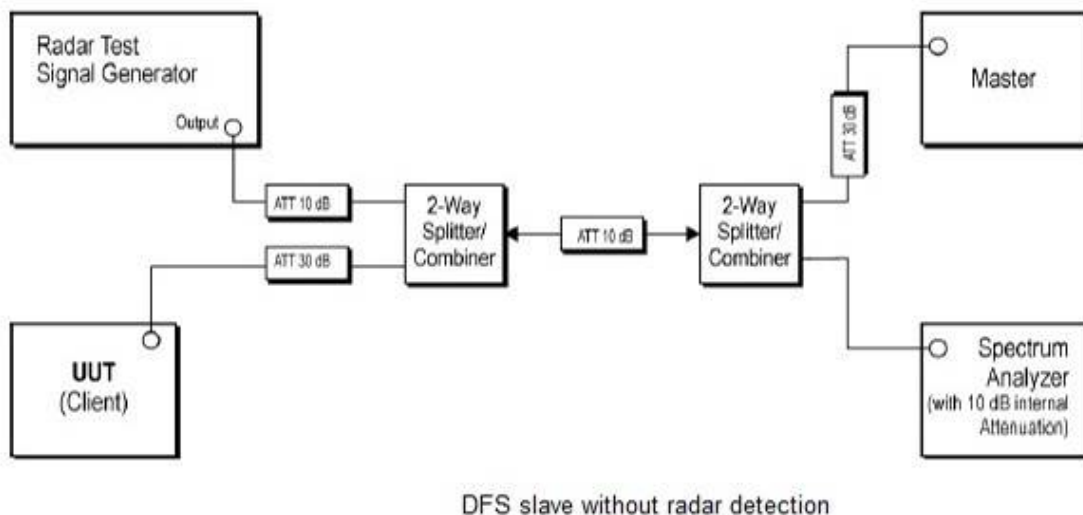 Radar Test
Signal Generator
Output
ATT 10 dB
ATT 30 dB
UUT
(Client)
2-Way
Splitter/
Combiner
ATT 10 dB
2-Way
Splitter/
Combiner
ATT 30 dB
Master
Spectrum
Analyzer
(with 10 dB internal
Attenuation)
DFS slave without radar detection